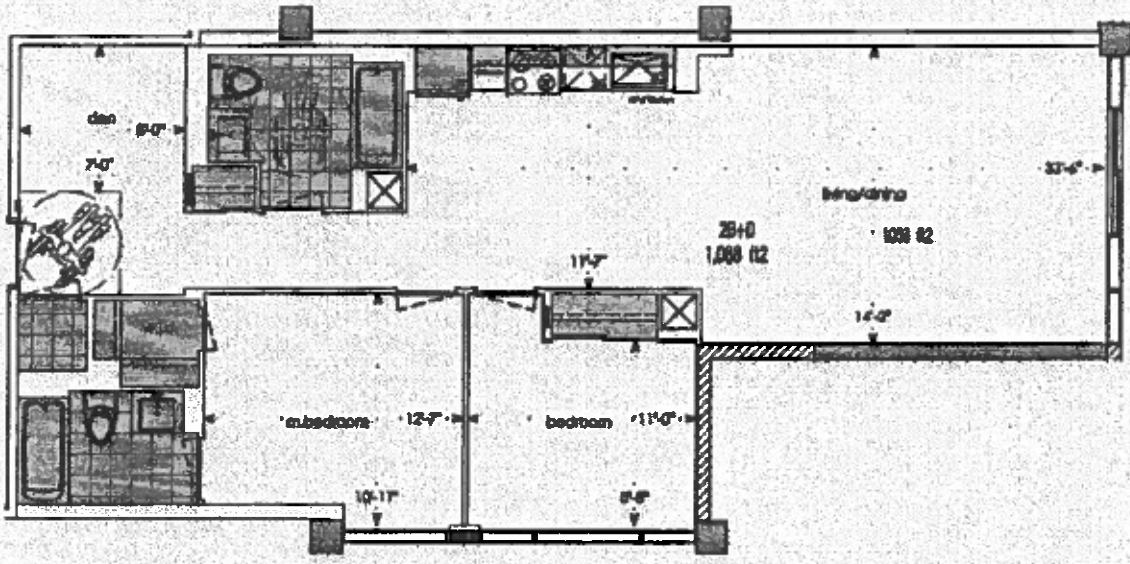 den
8'-0"
7'-0"
33'-6"
living/dining
2B+D
1,088 ft2
11'-7"
14'-0"
m.bedroom
12'-7"
bedroom
11'-0"
10'-11"
8'-8"